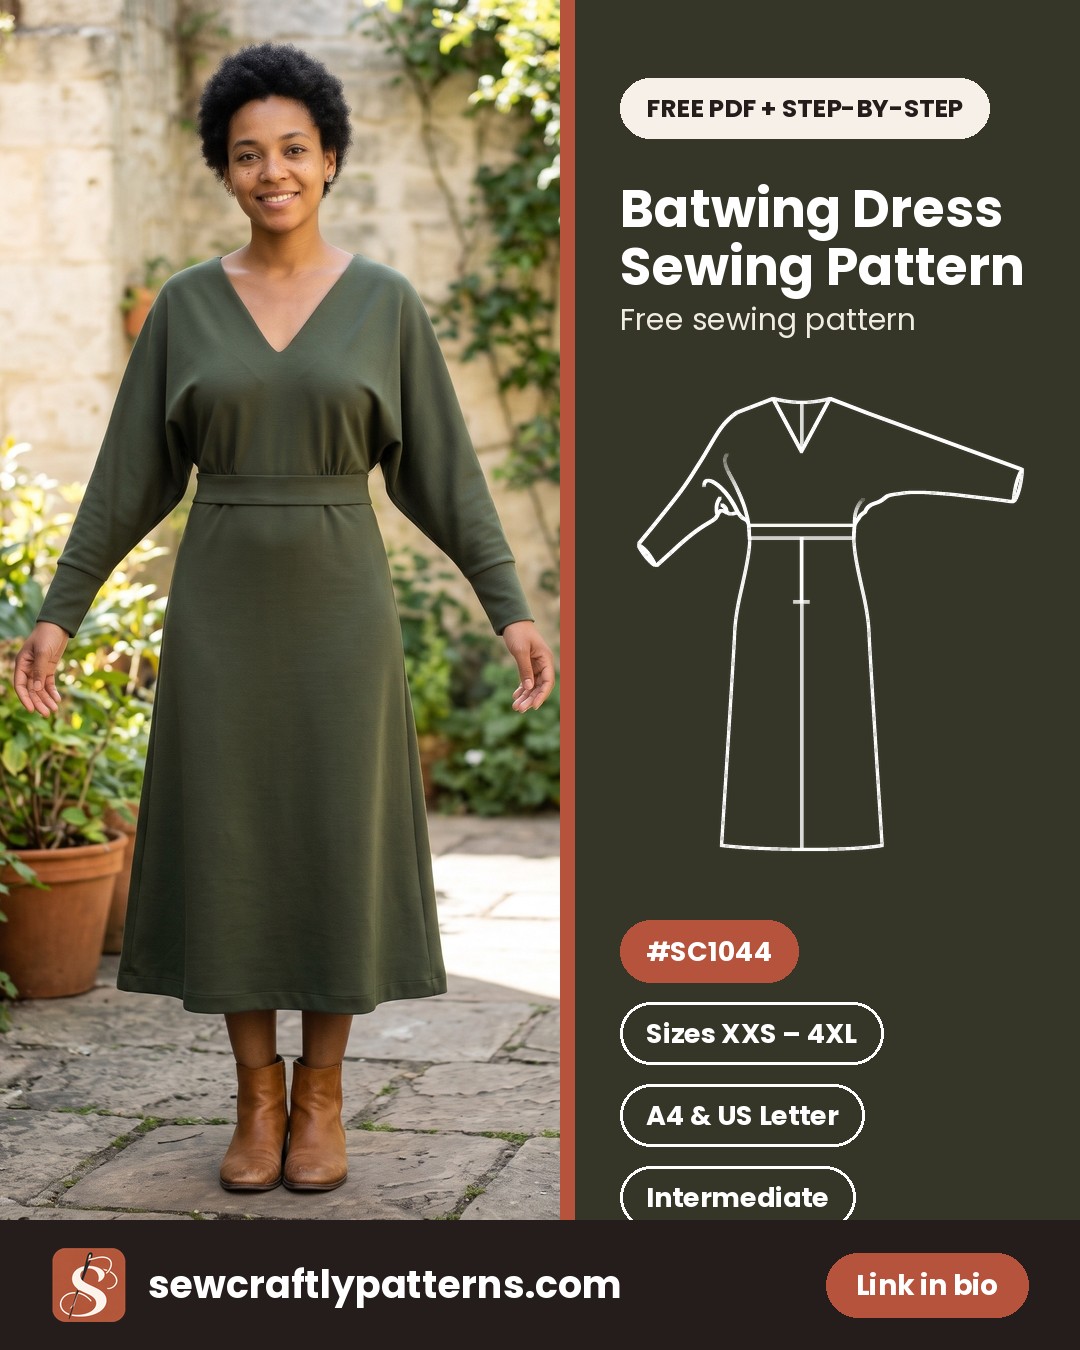 FREE PDF + STEP-BY-STEP
Batwing Dress
Sewing Pattern
Free sewing pattern
#SC1044
Sizes XXS – 4XL
A4 & US Letter
Intermediate
S
sewcraftlypatterns.com
Link in bio